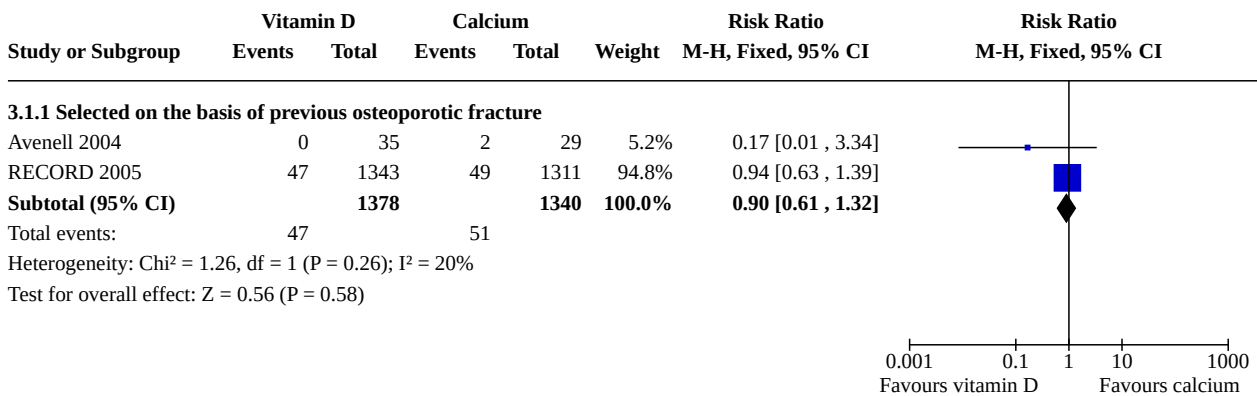 Vitamin D Calcium Risk Ratio Risk Ratio
Study or Subgroup Events Total Events Total Weight M-H, Fixed, 95% CI M-H, Fixed, 95% CI
3.1.1 Selected on the basis of previous osteoporotic fracture
Avenell 2004 0 35 2 29 5.2% 0.17 [0.01 , 3.34]
RECORD 2005 47 1343 49 1311 94.8% 0.94 [0.63 , 1.39]
Subtotal (95% CI) 1378 1340 100.0% 0.90 [0.61 , 1.32]
Total events: 47 51
Heterogeneity: Chi² = 1.26, df = 1 (P = 0.26); I² = 20%
Test for overall effect: Z = 0.56 (P = 0.58)
0.001 0.1 1 10 1000
Favours vitamin D Favours calcium